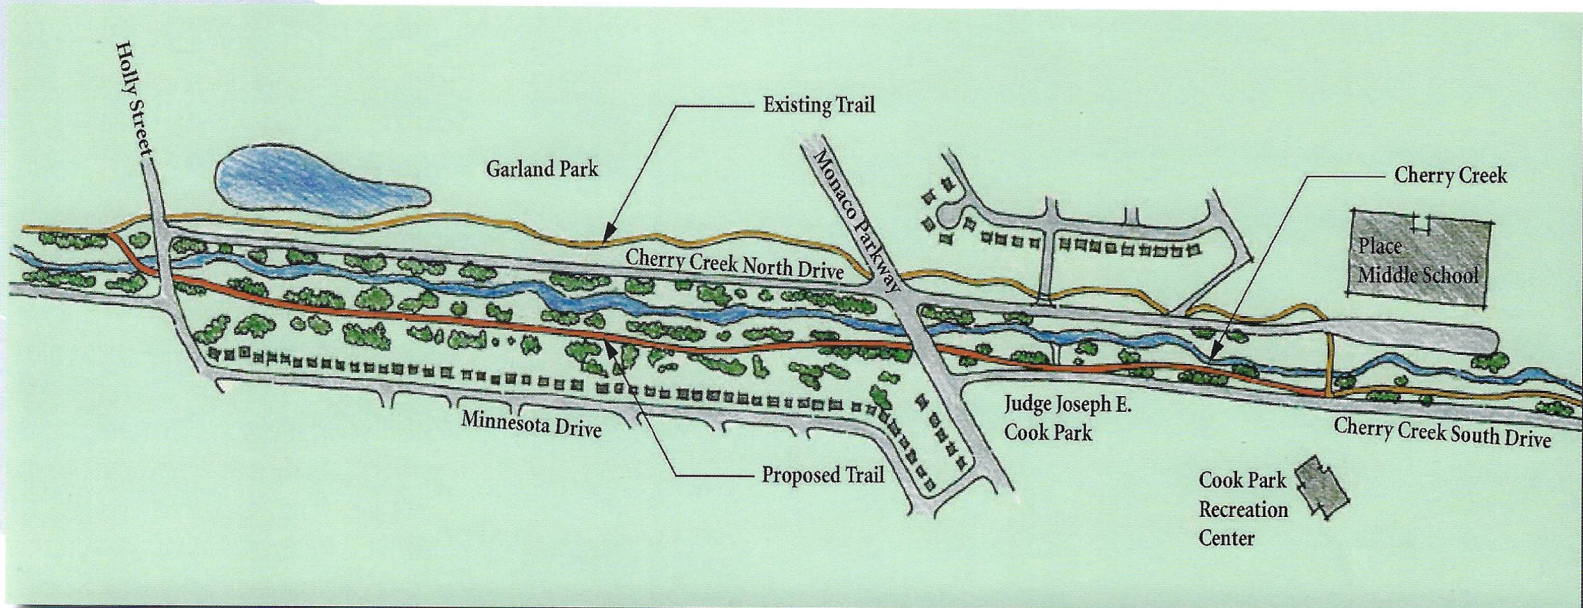 Holly Street
Existing Trail
Garland Park
Monaco Parkway
Cherry Creek
Place
Middle School
Cherry Creek North Drive
Minnesota Drive
Judge Joseph E.
Cook Park
Cherry Creek South Drive
Proposed Trail
Cook Park
Recreation
Center